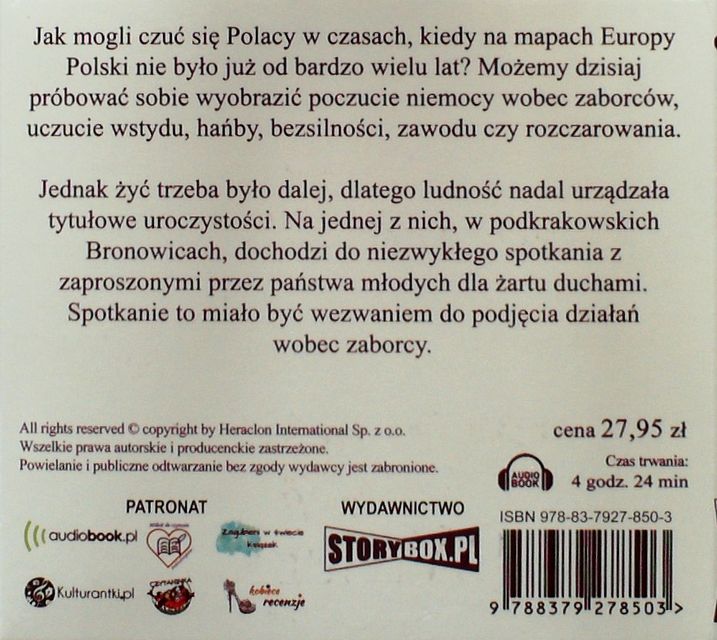 Jak mogli czuć się Polacy w czasach, kiedy na mapach Europy
Polski nie było już od bardzo wielu lat? Możemy dzisiaj
próbować sobie wyobrazić poczucie niemocy wobec zaborców,
uczucie wstydu, hańby, bezsilności, zawodu czy rozczarowania.
Jednak żyć trzeba było dalej, dlatego ludność nadal urządzała
tytułowe uroczystości. Na jednej z nich, w podkrakowskich
Bronowicach, dochodzi do niezwykłego spotkania z
zaproszonymi przez państwa młodych dla żartu duchami.
Spotkanie to miało być wezwaniem do podjęcia działań
wobec zaborcy.
All rights reserved © copyright by Heraclon International Sp. z o.o.
Wszelkie prawa autorskie i producenckie zastrzeżone.
Powielanie i publiczne odtwarzanie bez zgody wydawcy jest zabronione.
cena 27,95 zł
Czas trwania:
4 godz. 24 min
AUDIO
BOOK
PATRONAT
audiobook.pl
Zagubieni w świecie
książek
Kulturantki.pl
kobiece
recenzje
WYDAWNICTWO
STORYBOX.PL
ISBN 978-83-7927-850-3
9 788379 278503 >